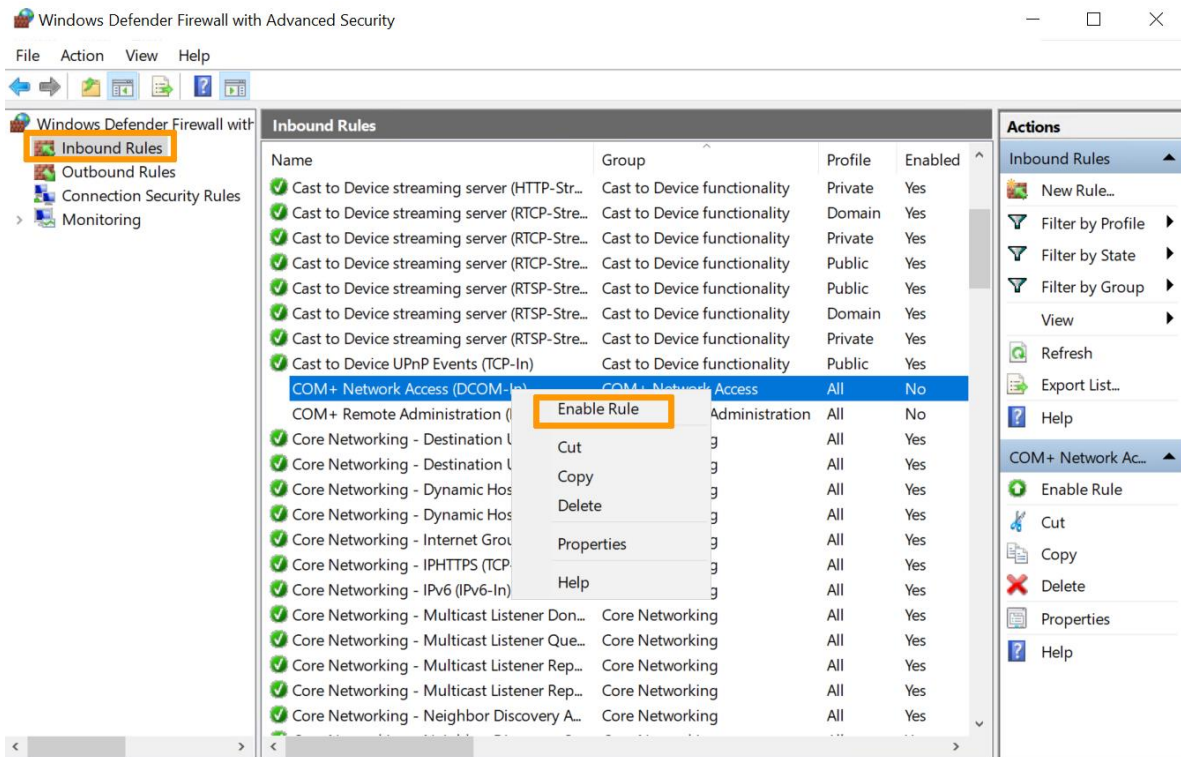 Windows Defender Firewall with Advanced Security
File Action View Help
Windows Defender Firewall with
Inbound Rules
Outbound Rules
Connection Security Rules
Monitoring
Inbound Rules
Name Group Profile Enabled
Cast to Device streaming server (HTTP-Str... Cast to Device functionality Private Yes
Cast to Device streaming server (RTCP-Stre... Cast to Device functionality Domain Yes
Cast to Device streaming server (RTCP-Stre... Cast to Device functionality Private Yes
Cast to Device streaming server (RTCP-Stre... Cast to Device functionality Public Yes
Cast to Device streaming server (RTSP-Stre... Cast to Device functionality Public Yes
Cast to Device streaming server (RTSP-Stre... Cast to Device functionality Domain Yes
Cast to Device streaming server (RTSP-Stre... Cast to Device functionality Private Yes
Cast to Device UPnP Events (TCP-In) Cast to Device functionality Public Yes
COM+ Network Access (DCOM-In) COM+ Network Access All No
COM+ Remote Administration ( Administration All No
Core Networking - Destination All Yes
Core Networking - Destination All Yes
Core Networking - Dynamic Hos g All Yes
Core Networking - Dynamic Hos g All Yes
Core Networking - Internet Grou g All Yes
Core Networking - IPHTTPS (TCP- g All Yes
Core Networking - IPv6 (IPv6-In) g All Yes
Core Networking - Multicast Listener Don... Core Networking All Yes
Core Networking - Multicast Listener Que... Core Networking All Yes
Core Networking - Multicast Listener Rep... Core Networking All Yes
Core Networking - Multicast Listener Rep... Core Networking All Yes
Core Networking - Neighbor Discovery A... Core Networking All Yes
Enable Rule
Cut
Copy
Delete
Properties
Help
Actions
Inbound Rules
New Rule...
Filter by Profile
Filter by State
Filter by Group
View
Refresh
Export List...
Help
COM+ Network Ac...
Enable Rule
Cut
Copy
Delete
Properties
Help